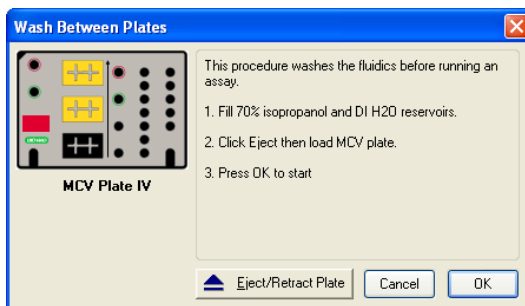 Wash Between Plates
This procedure washes the fluidics before running an
assay.
1. Fill 70% isopropanol and DI H2O reservoirs.
2. Click Eject then load MCV plate.
3. Press OK to start
MCV Plate IV
Eject/Retract Plate
Cancel
OK